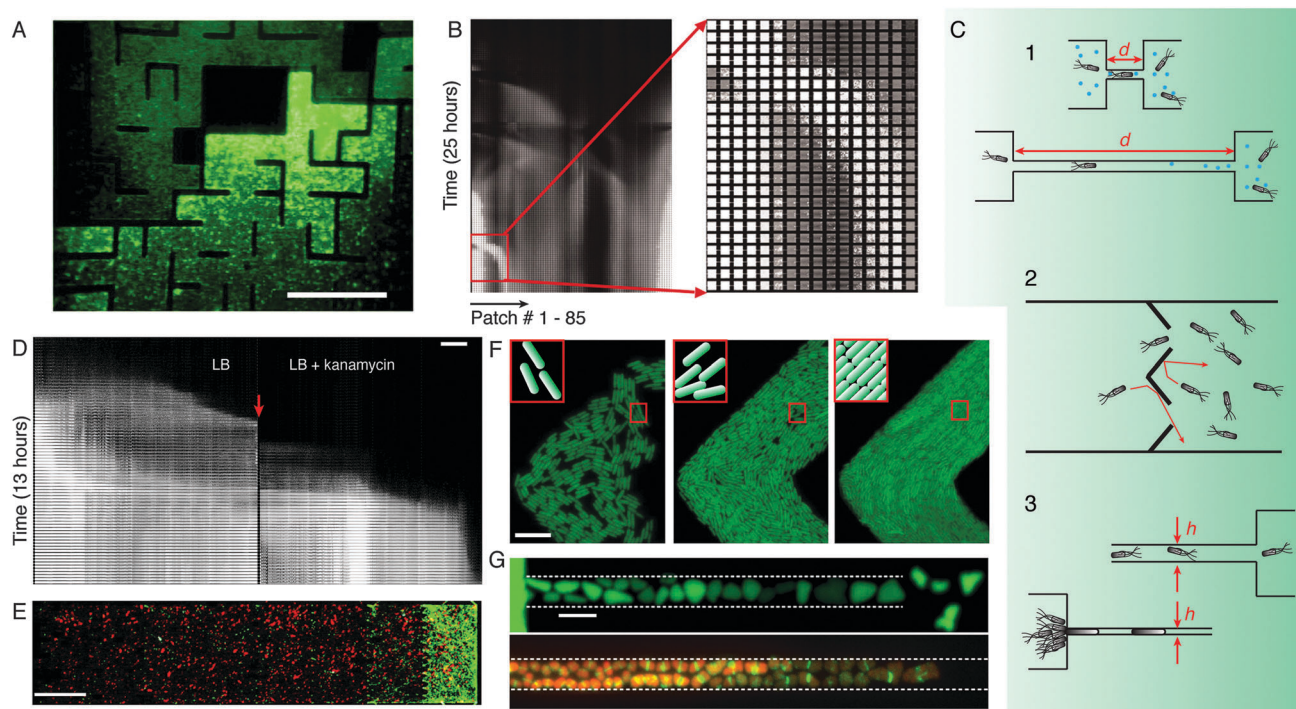 A
B
Time (25 hours)
Patch # 1 - 85
C
1
d
d
2
3
h
h
D
LB
LB + kanamycin
Time (13 hours)
E
F
G